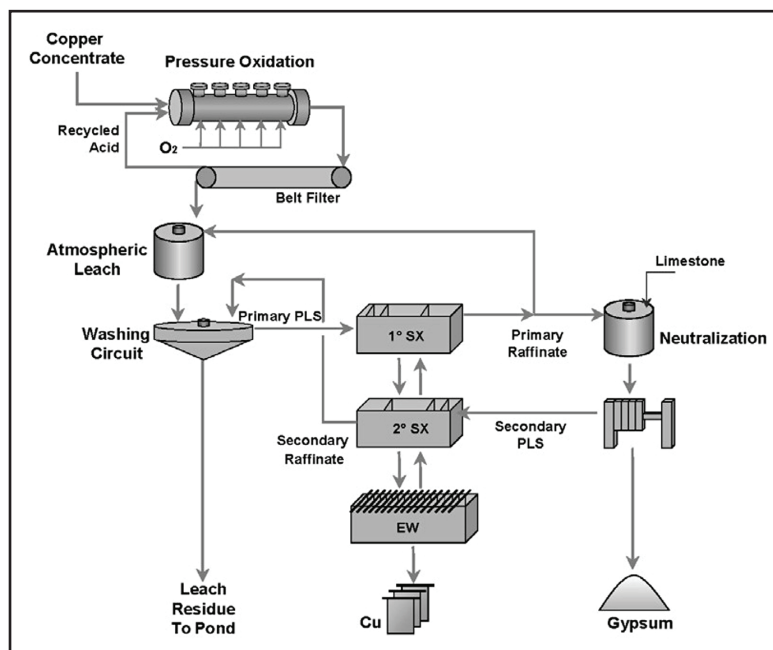 Copper
Concentrate
Pressure Oxidation
Recycled
Acid
O₂
Belt Filter
Atmospheric
Leach
Limestone
Primary PLS
Washing
Circuit
1° SX
Primary
Raffinate
Neutralization
2° SX
Secondary
Raffinate
Secondary
PLS
EW
Leach
Residue
To Pond
Cu
Gypsum